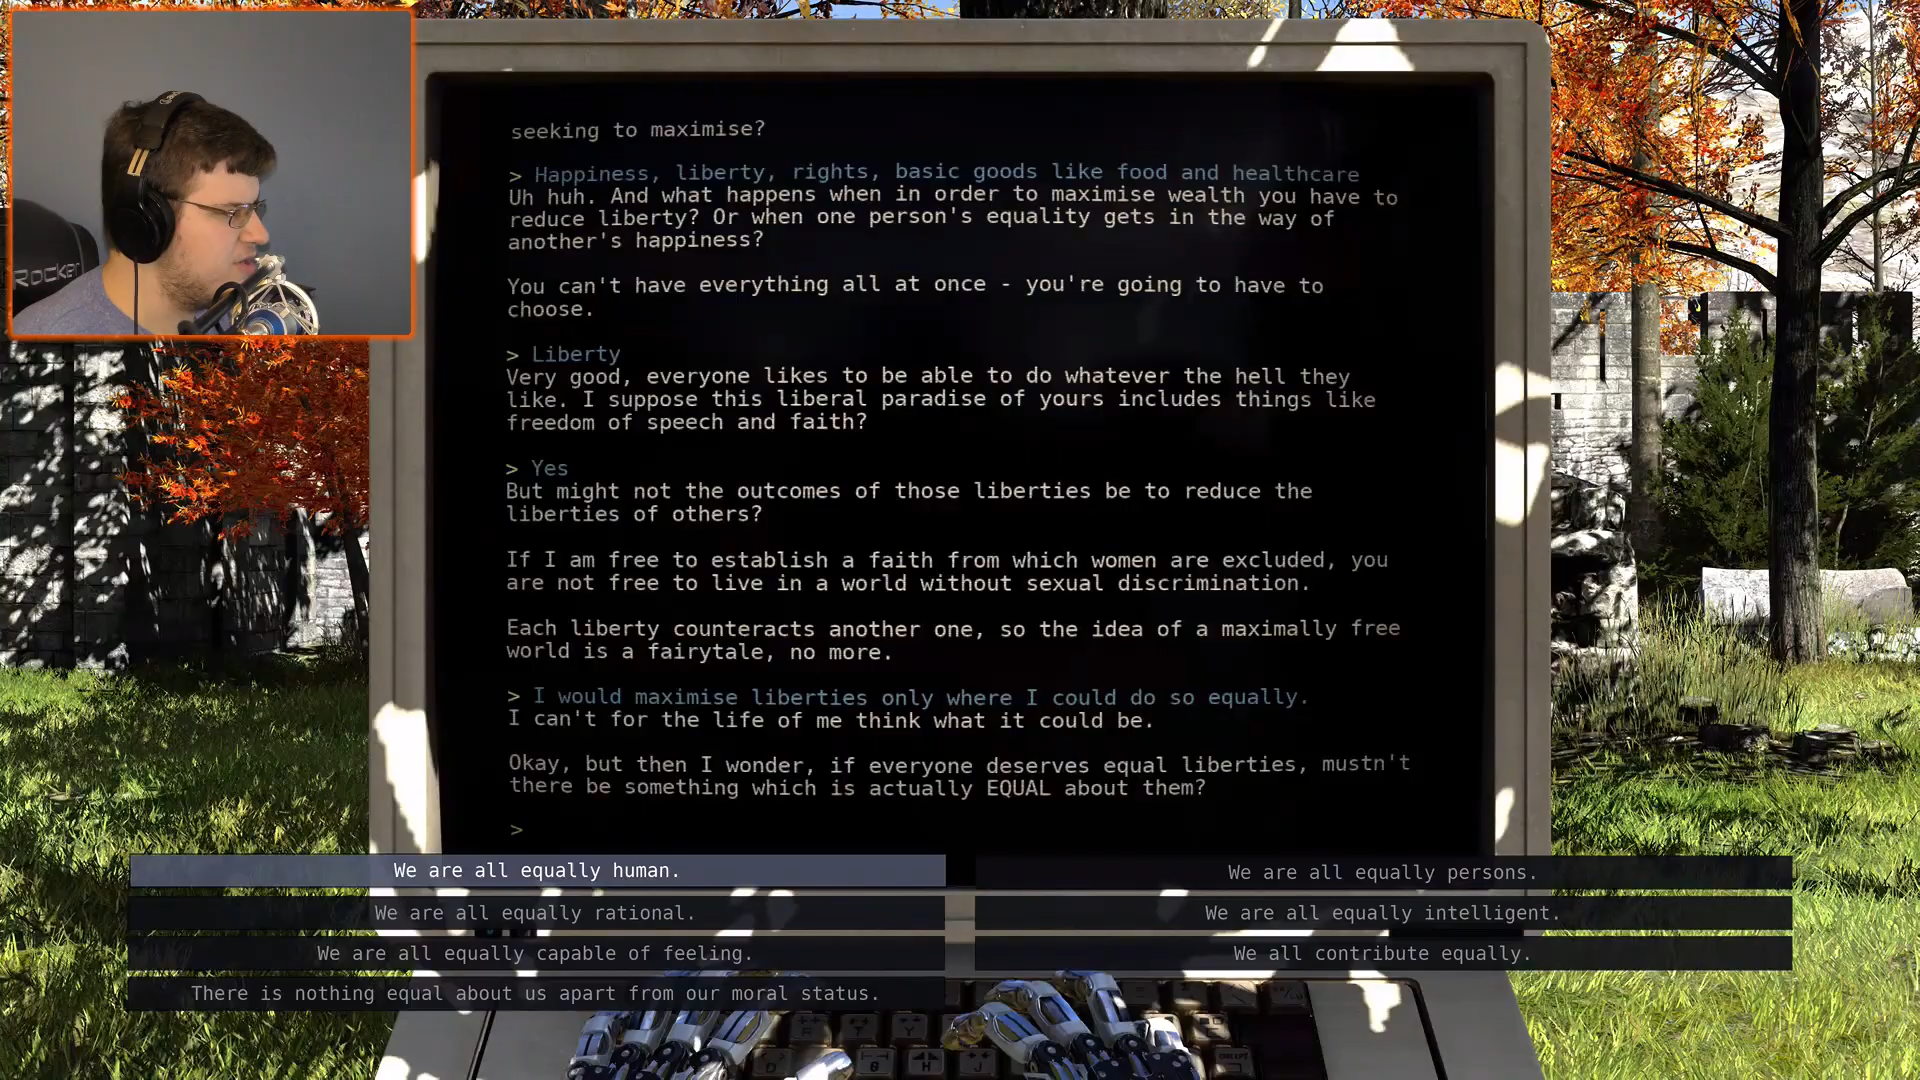 seeking to maximise?
> Happiness, liberty, rights, basic goods like food and healthcare
Uh huh. And what happens when in order to maximise wealth you have to
reduce liberty? Or when one person's equality gets in the way of
another's happiness?
You can't have everything all at once - you're going to have to
choose.
> Liberty
Very good, everyone likes to be able to do whatever the hell they
like. I suppose this liberal paradise of yours includes things like
freedom of speech and faith?
> Yes
But might not the outcomes of those liberties be to reduce the
liberties of others?
If I am free to establish a faith from which women are excluded, you
are not free to live in a world without sexual discrimination.
Each liberty counteracts another one, so the idea of a maximally free
world is a fairytale, no more.
> I would maximise liberties only where I could do so equally.
I can't for the life of me think what it could be.
Okay, but then I wonder, if everyone deserves equal liberties, mustn't
there be something which is actually EQUAL about them?
>
We are all equally human.
We are all equally persons.
We are all equally rational.
We are all equally intelligent.
We are all equally capable of feeling.
We all contribute equally.
There is nothing equal about us apart from our moral status.
Rocker